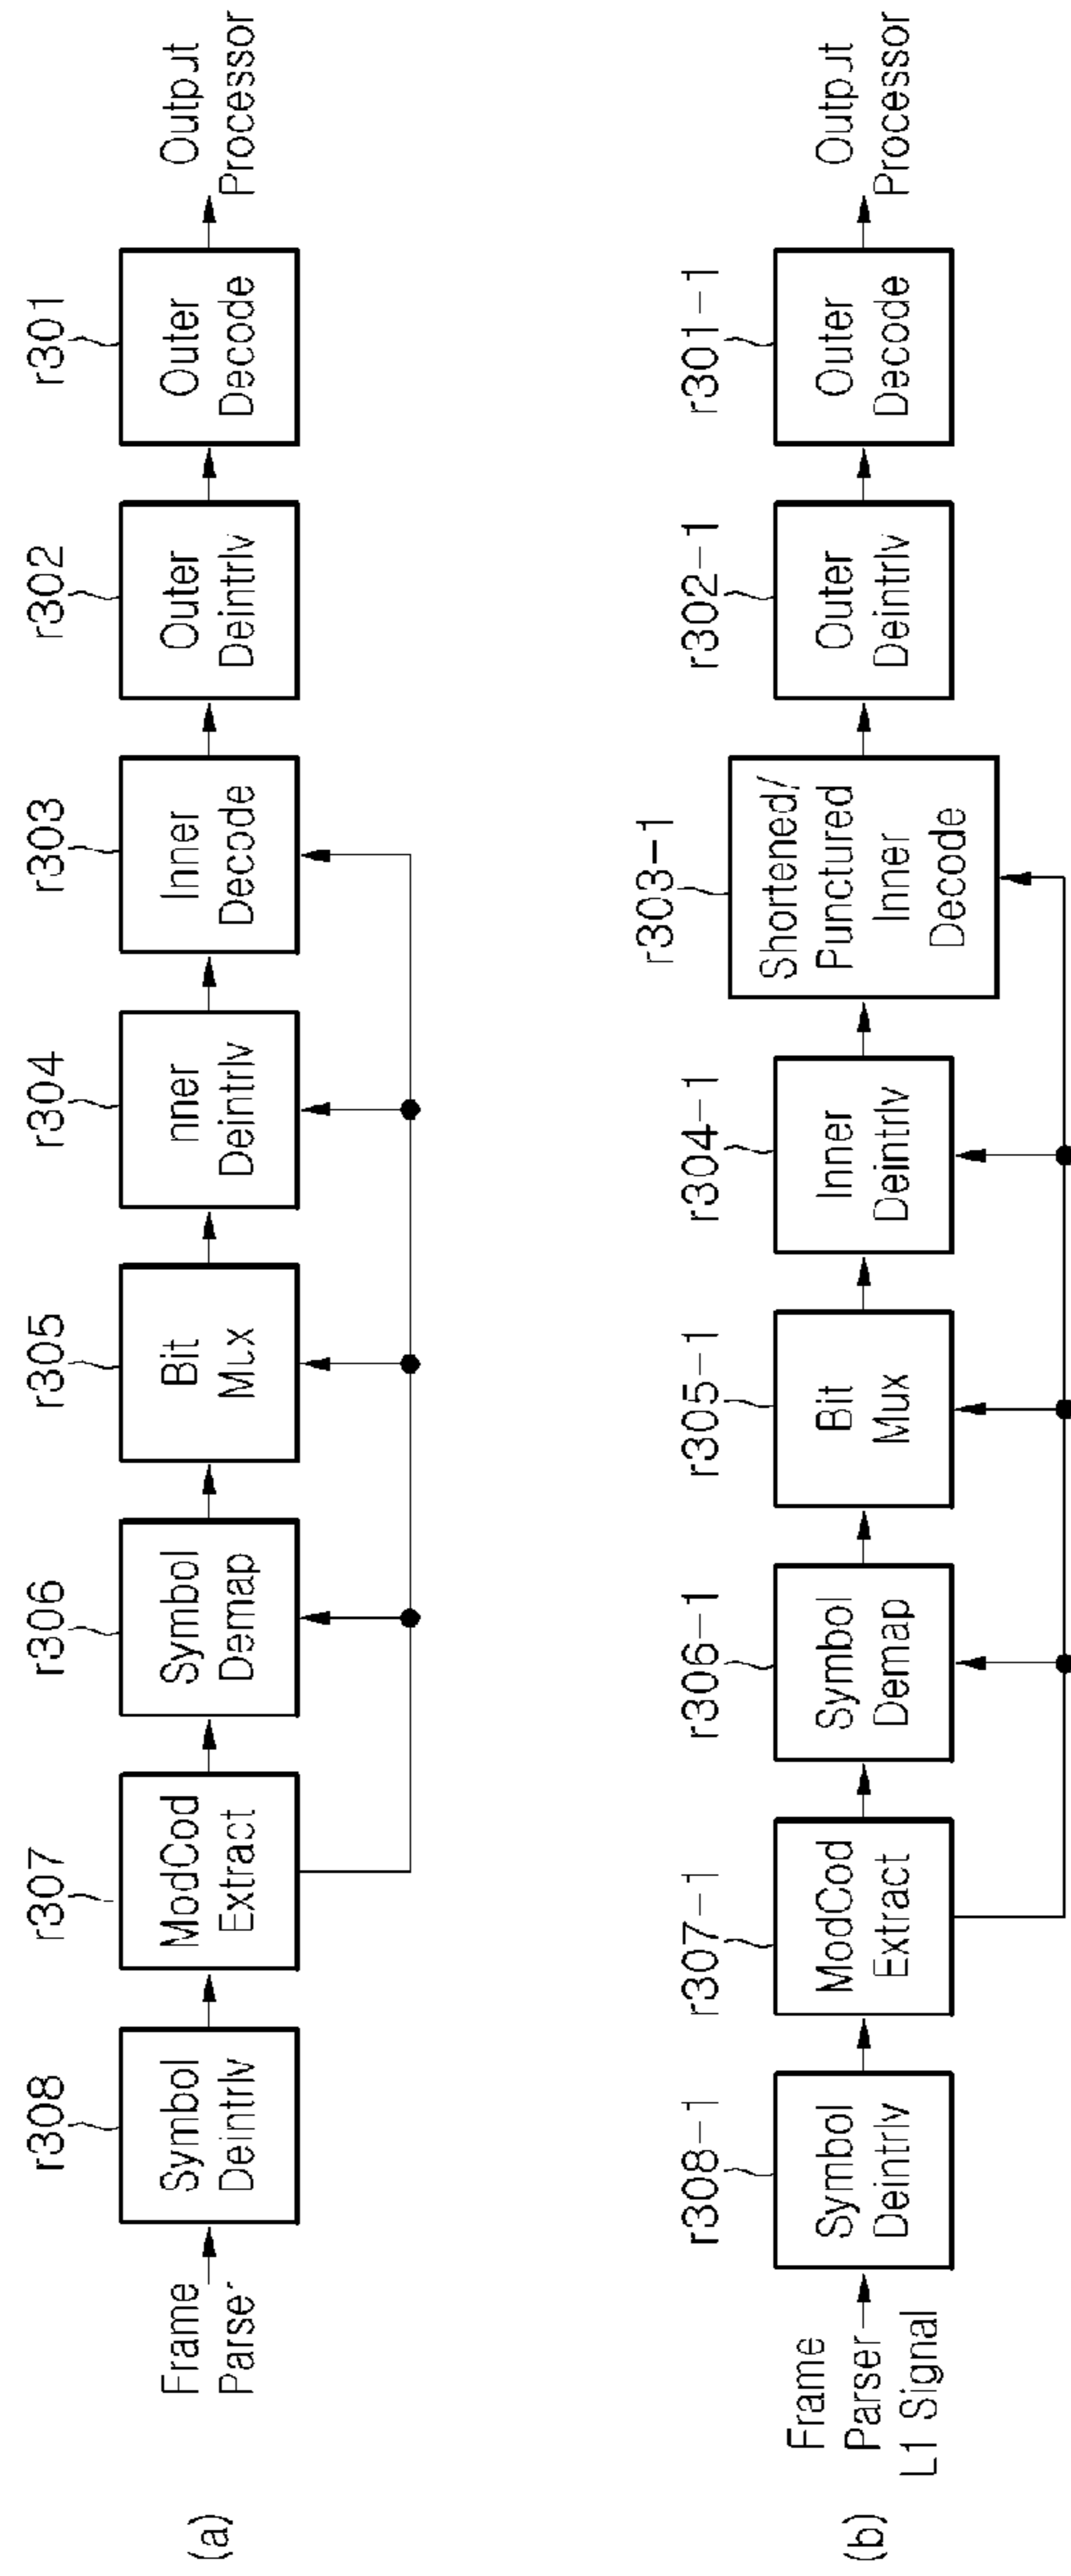 (a)
Frame
Parser
r308
Symbol
Deintrlv
r307
ModCod
Extract
r306
Symbol
Demap
r305
Bit
Mux
r304
nner
Deintrlv
r303
Inner
Decode
r302
Outer
Deintrlv
r301
Outer
Decode
Output
Processor
(b)
Frame
Parser
L1 Signal
r308-1
Symbol
Deintrlv
r307-1
ModCod
Extract
r306-1
Symbol
Demap
r305-1
Bit
Mux
r304-1
Inner
Deintrlv
r303-1
Shortened/
Punctured
Inner
Decode
r302-1
Outer
Deintrlv
r301-1
Outer
Decode
Output
Processor